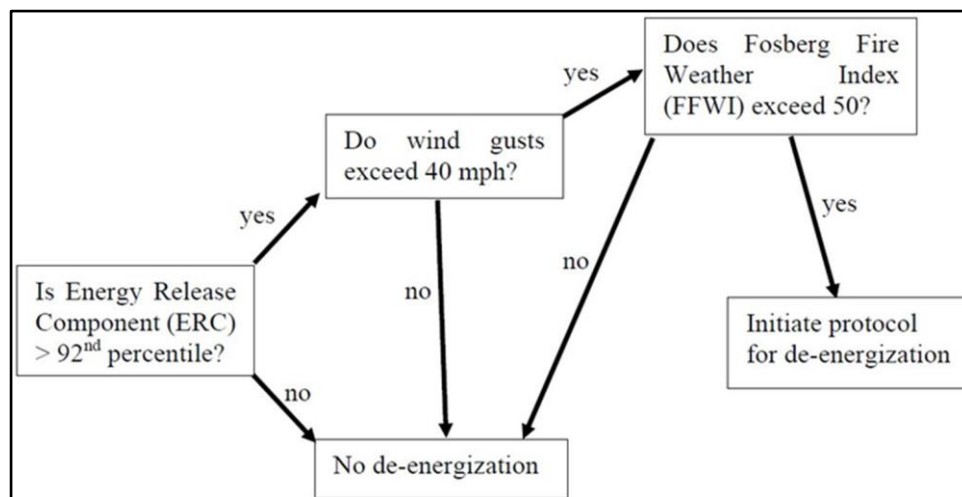 Does Fosberg Fire
Weather Index
(FFWI) exceed 50?
yes
Do wind gusts
exceed 40 mph?
yes
yes
no
no
Is Energy Release
Component (ERC)
> 92nd percentile?
Initiate protocol
for de-energization
no
No de-energization